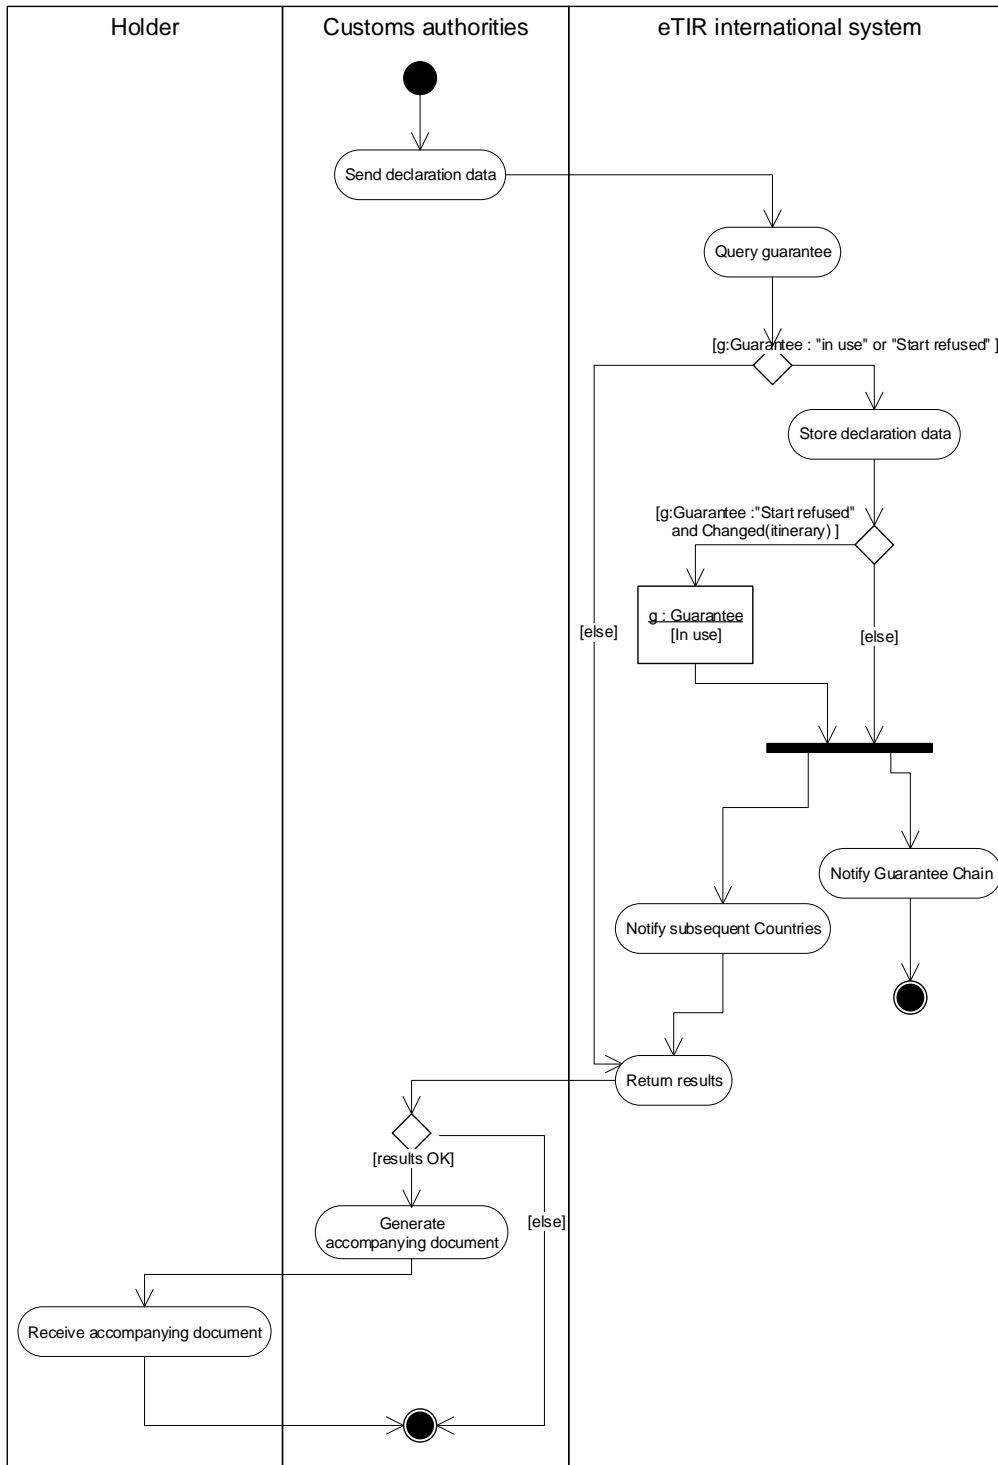 Holder
Customs authorities
eTIR international system
Send declaration data
Query guarantee
[g:Guarantee : "in use" or "Start refused" ]
Store declaration data
[g:Guarantee :"Start refused"
and Changed(itinerary) ]
g : Guarantee
[In use]
[else]
[else]
Notify Guarantee Chain
Notify subsequent Countries
Return results
[results OK]
Generate
accompanying document
[else]
Receive accompanying document